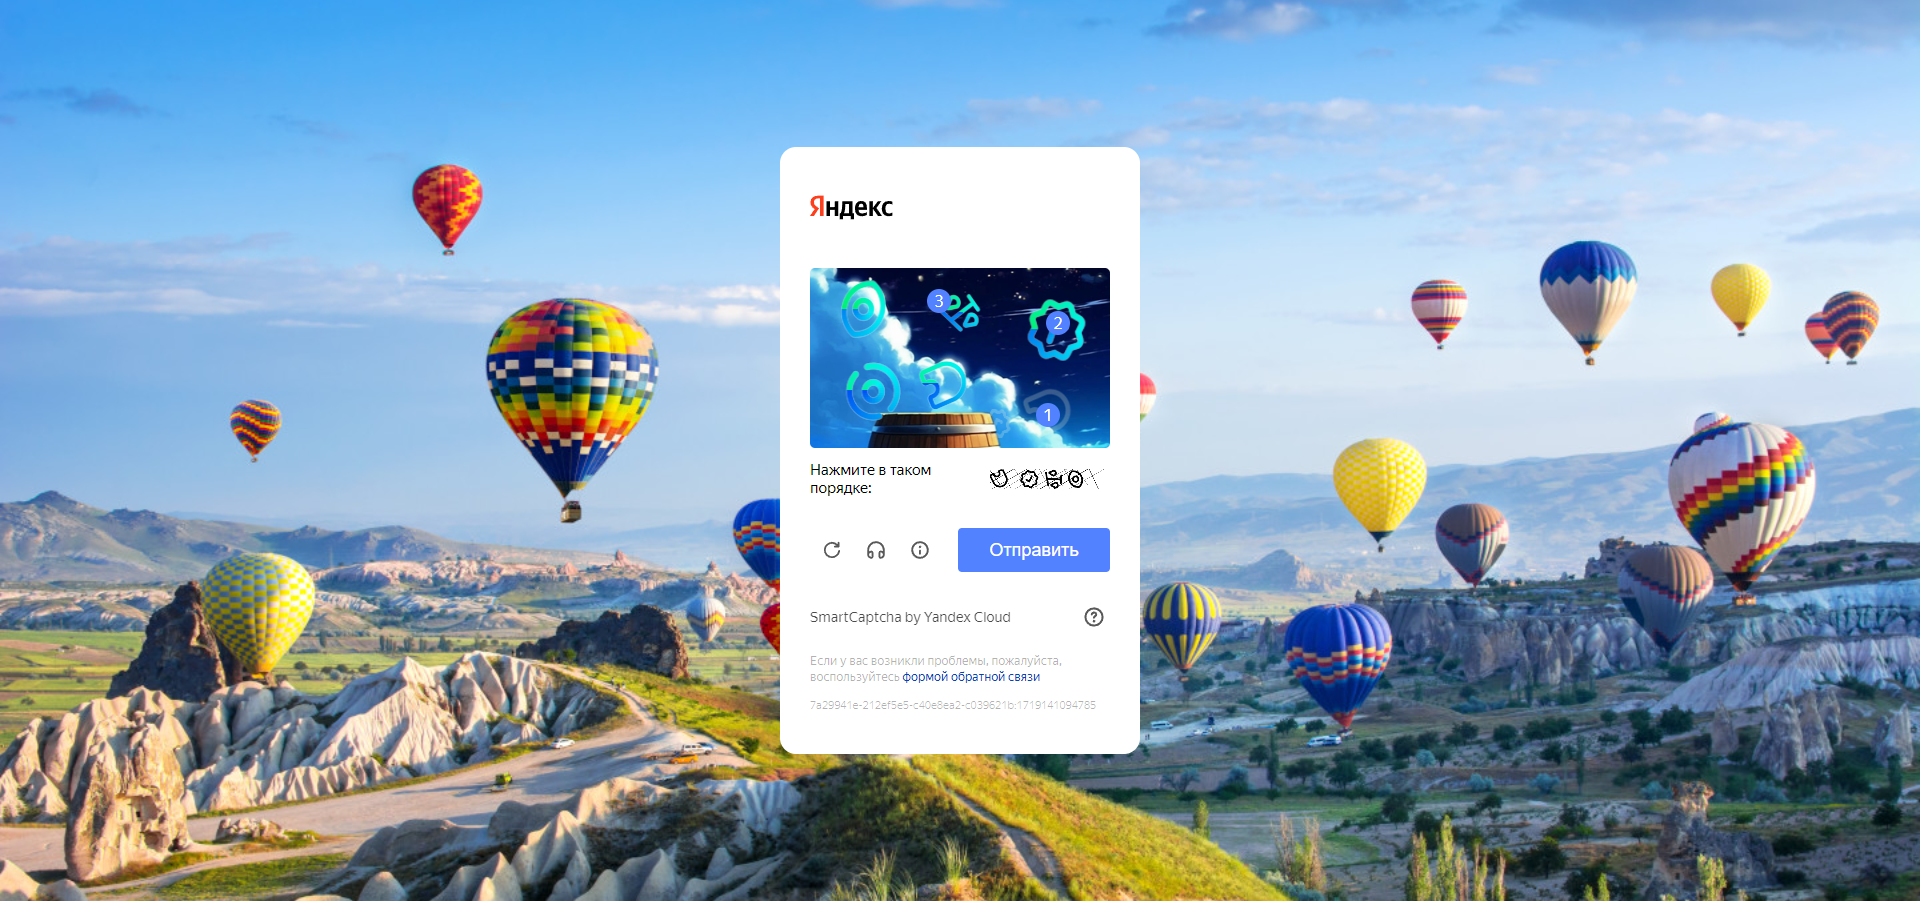 Яндекс
3
2
1
Нажмите в таком
порядке:
Отправить
SmartCaptcha by Yandex Cloud
Если у вас возникли проблемы, пожалуйста,
воспользуйтесь формой обратной связи
7a29941e-212ef5e5-c40e8ea2-c039621b:1719141094785